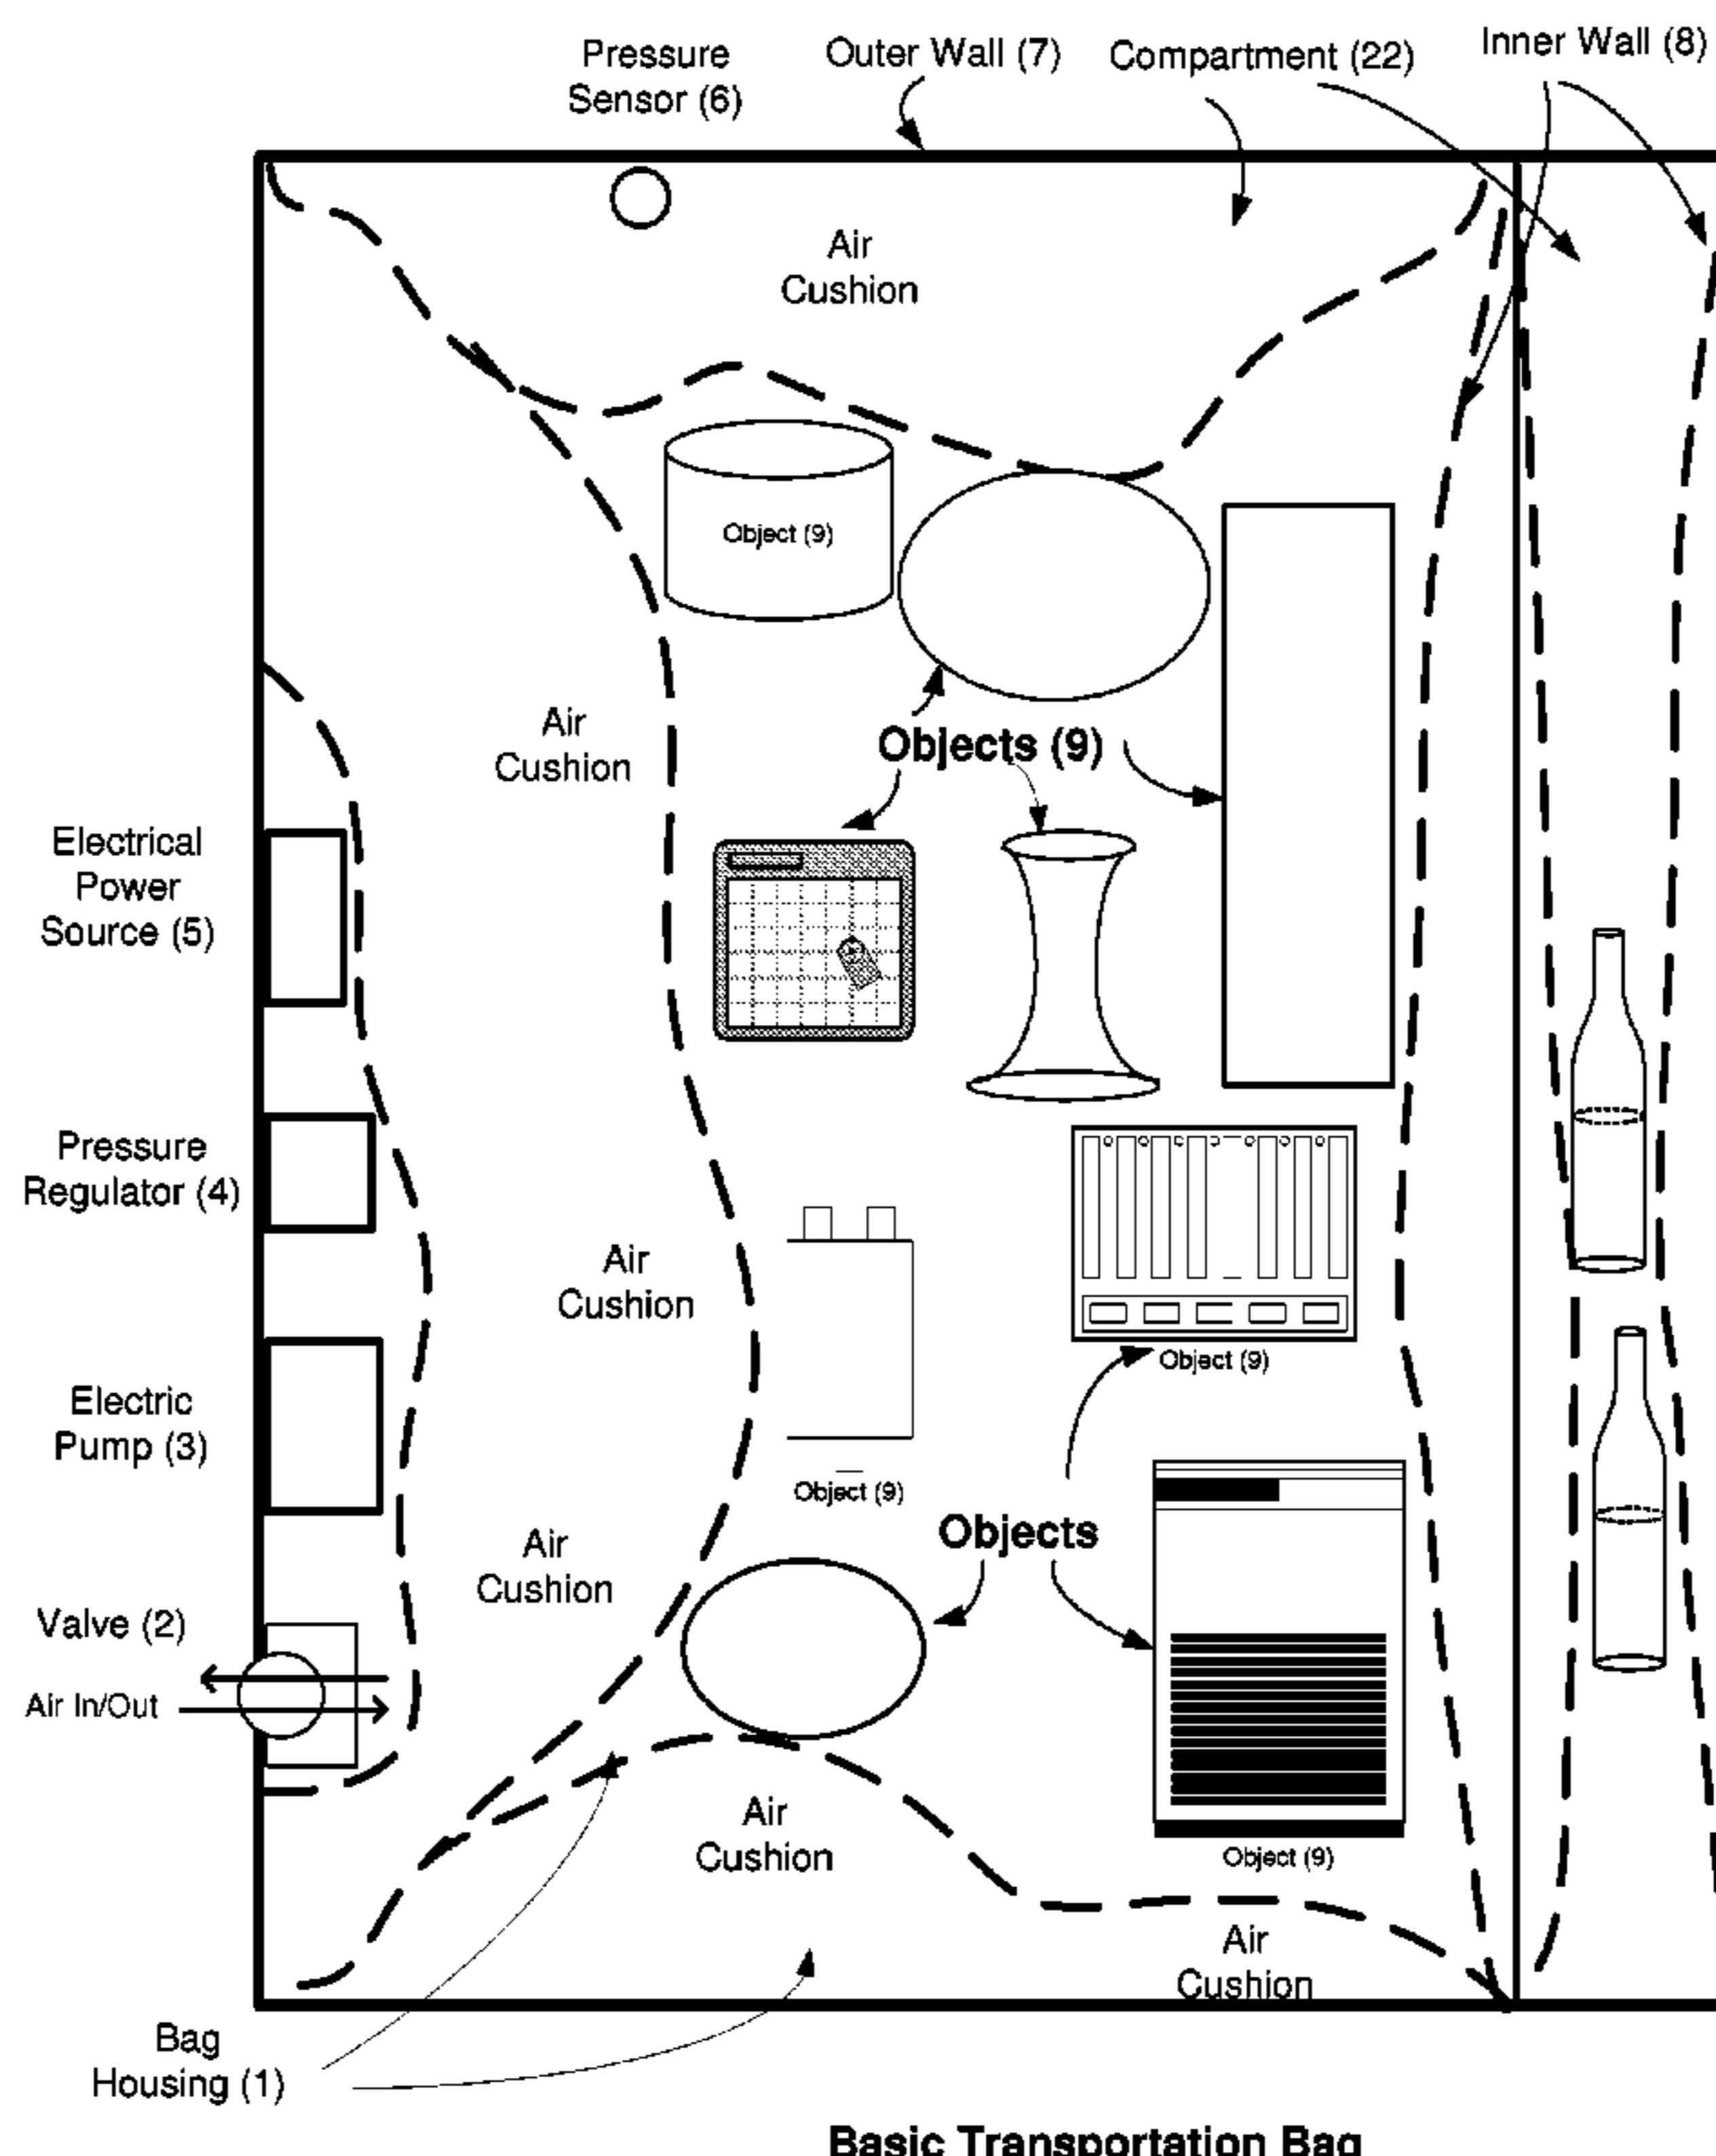 Pressure
Sensor (6)
Outer Wall (7)
Compartment (22)
Inner Wall (8)
Air
Cushion
Object (9)
Air
Cushion
Objects (9)
Electrical
Power
Source (5)
Pressure
Regulator (4)
Air
Cushion
Object (9)
Electric
Pump (3)
Object (9)
Objects
Air
Cushion
Valve (2)
Air In/Out
Air
Cushion
Object (9)
Air
Cushion
Bag
Housing (1)
Basic Transportation Bag